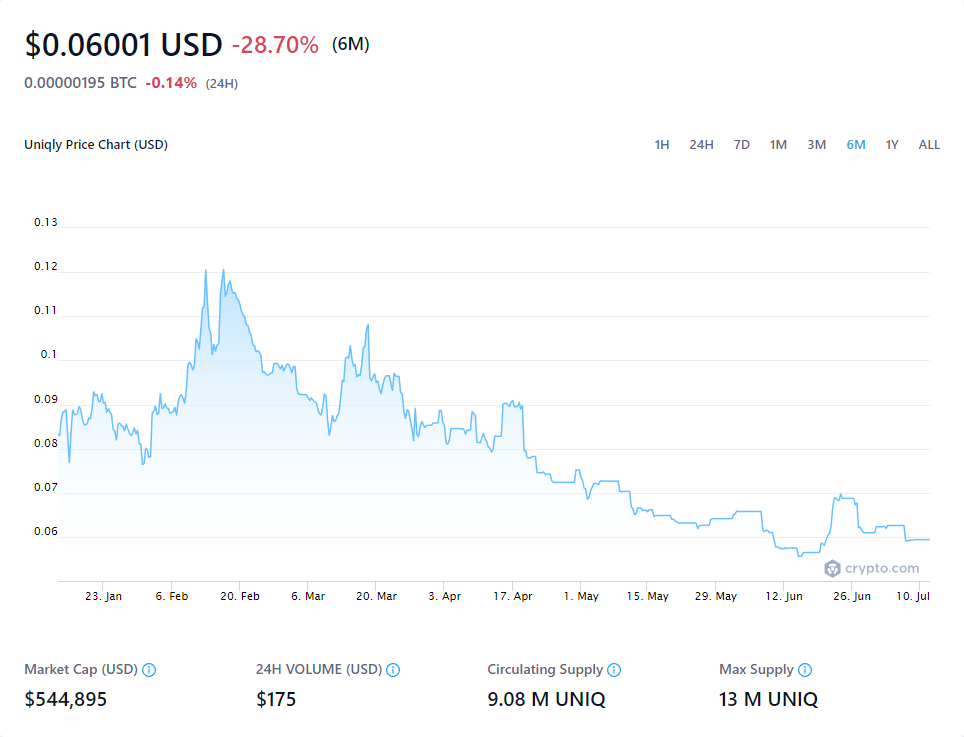 $0.06001 USD -28.70% (6M)
0.00000195 BTC -0.14% (24H)
Uniqly Price Chart (USD) 1H 24H 7D 1M 3M 6M 1Y ALL
0.13
0.12
0.11
0.1
0.09
0.08
0.07
0.06
crypto.com
23. Jan 6. Feb 20. Feb 6. Mar 20. Mar 3. Apr 17. Apr 1. May 15. May 29. May 12. Jun 26. Jun 10. Jul
Market Cap (USD) 24H VOLUME (USD) Circulating Supply Max Supply
$544,895 $175 9.08 M UNIQ 13 M UNIQ